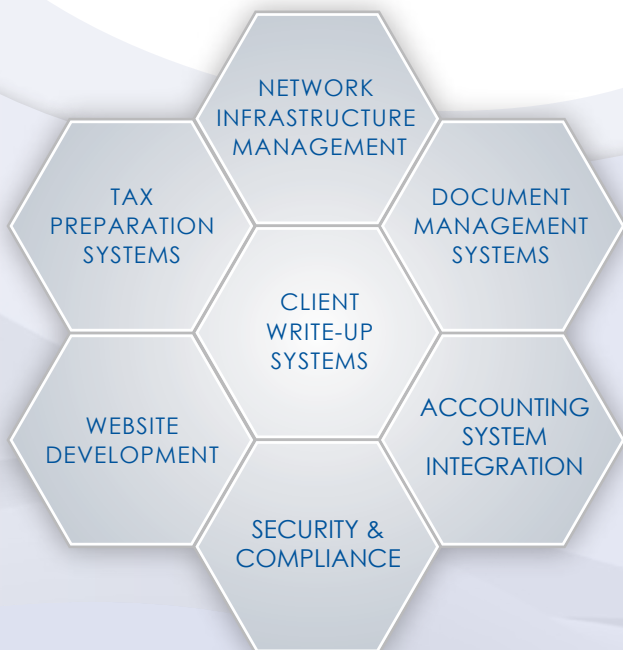 NETWORK
INFRASTRUCTURE
MANAGEMENT
TAX
PREPARATION
SYSTEMS
DOCUMENT
MANAGEMENT
SYSTEMS
CLIENT
WRITE-UP
SYSTEMS
WEBSITE
DEVELOPMENT
ACCOUNTING
SYSTEM
INTEGRATION
SECURITY &
COMPLIANCE